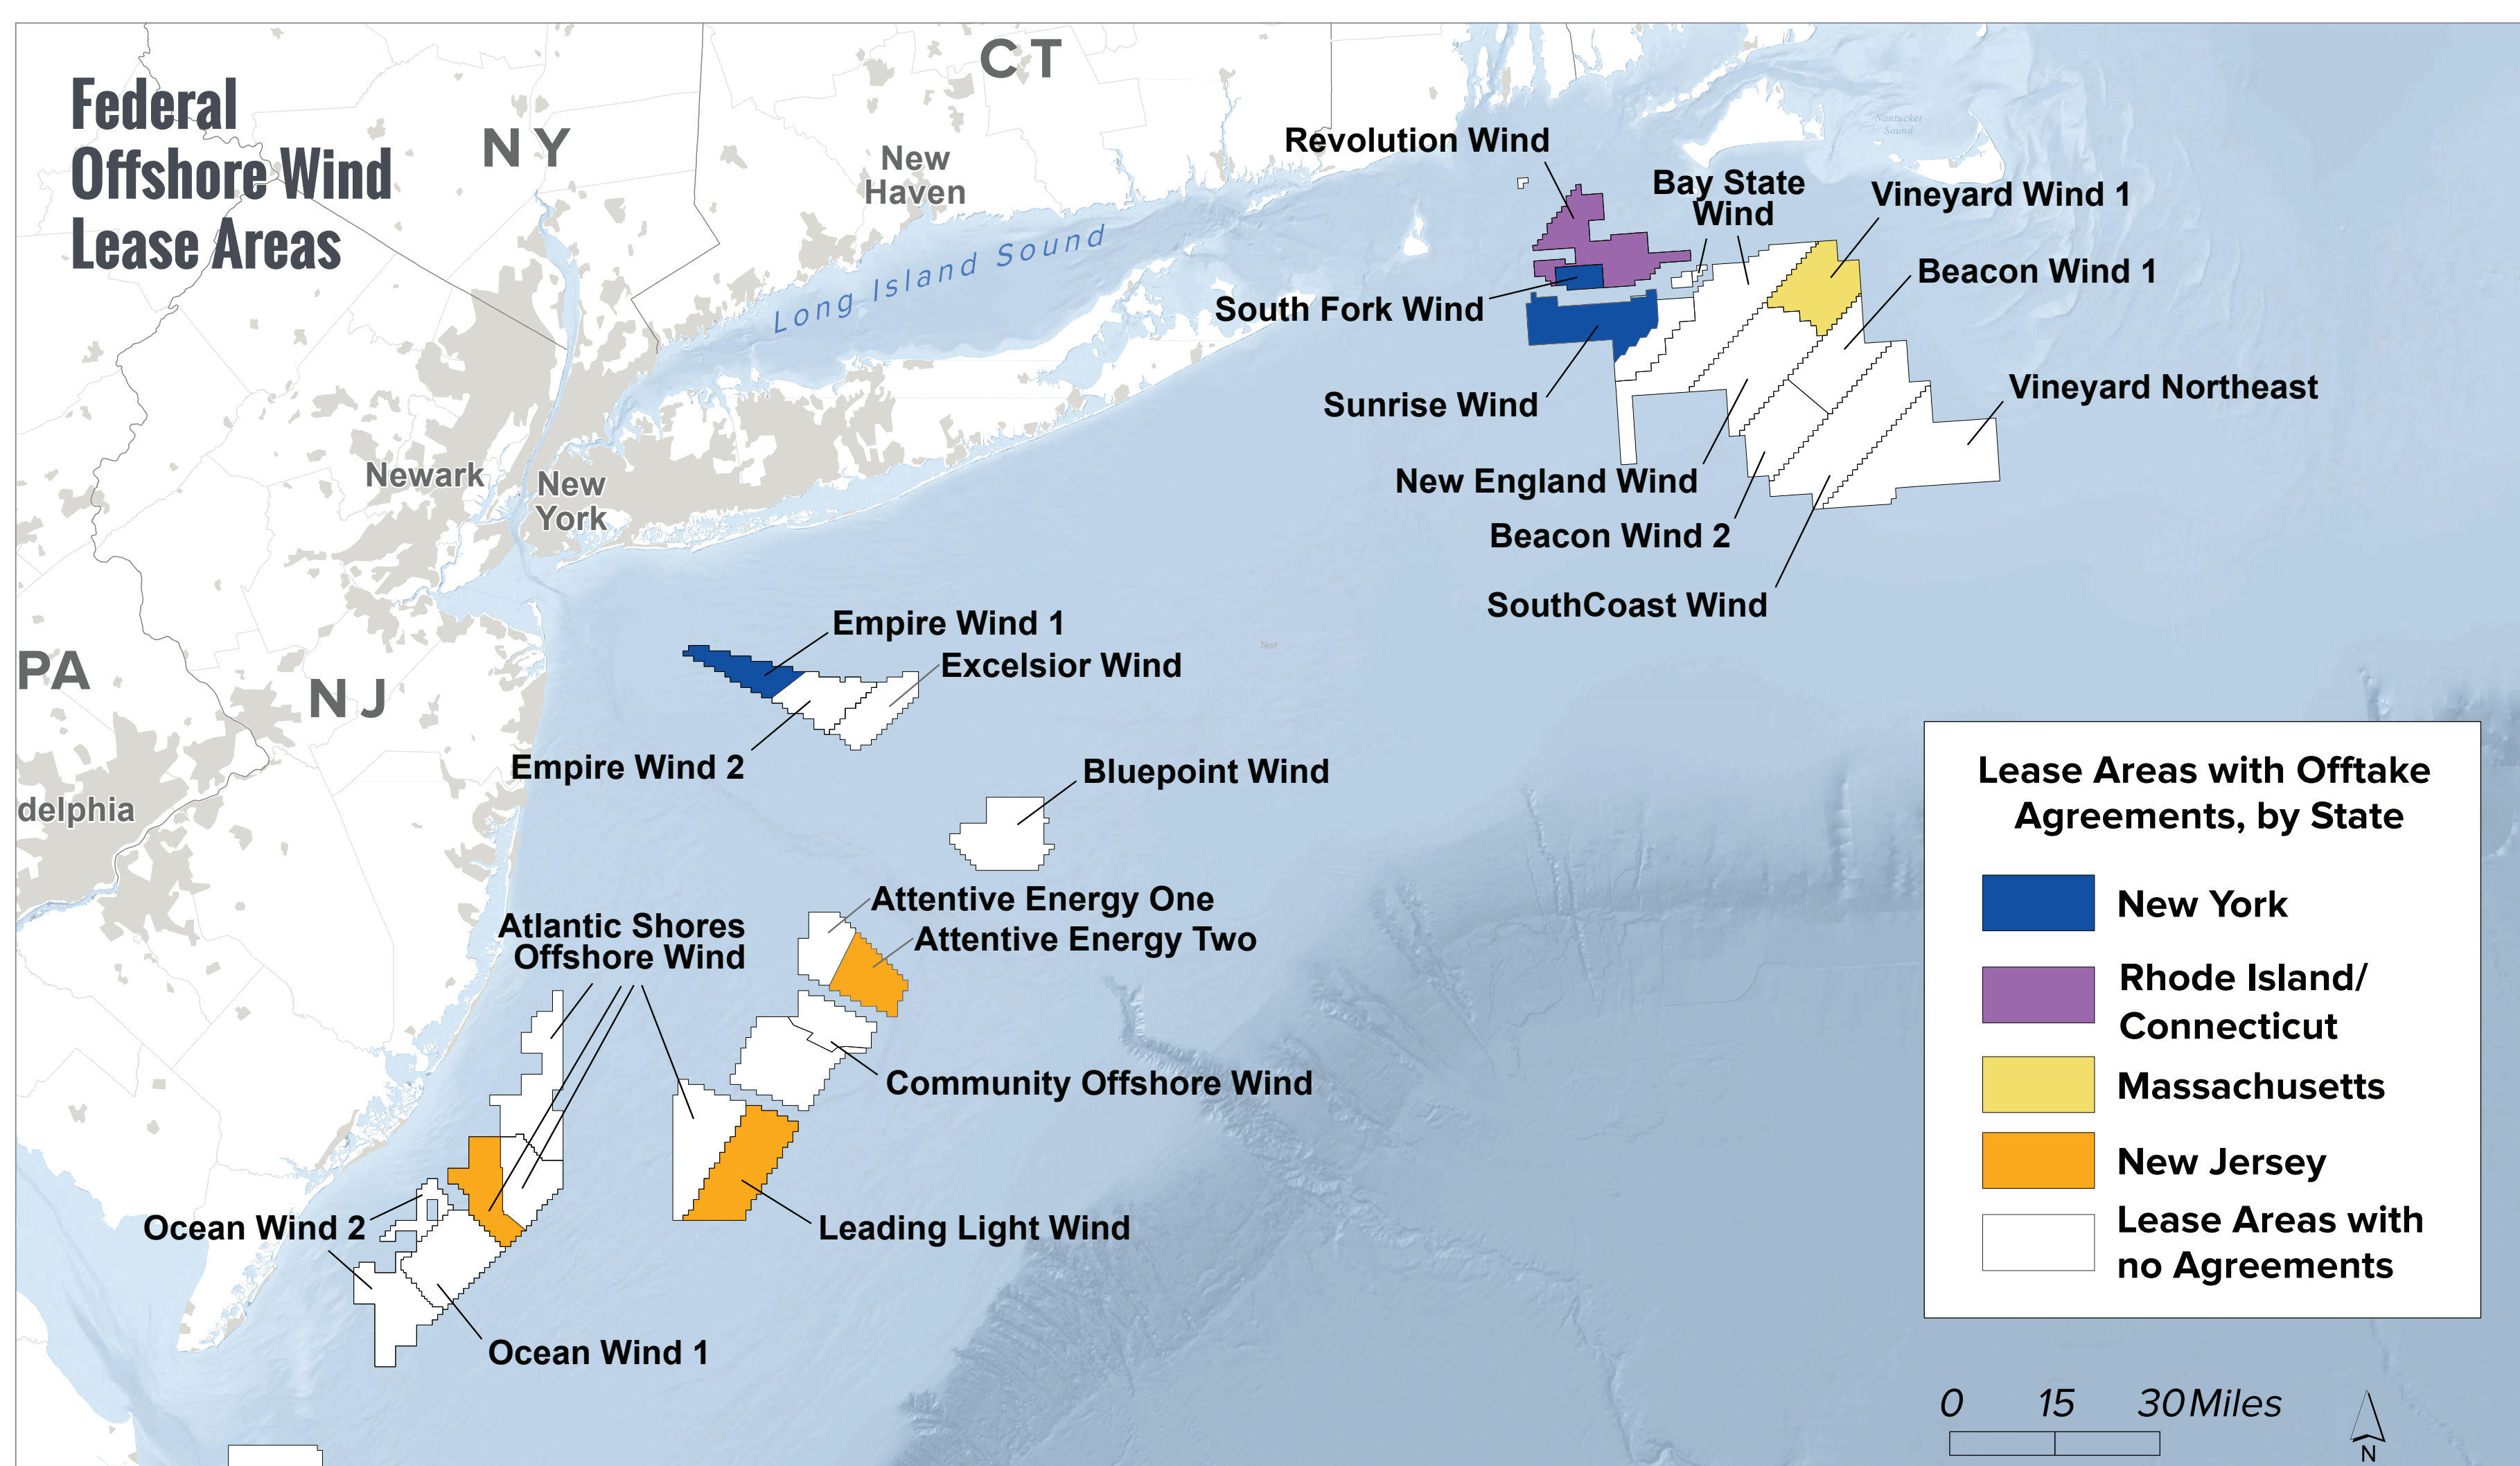 Federal
Offshore Wind
Lease Areas
NY
CT
New
Haven
Long Island Sound
Nantucket
Sound
Revolution Wind
Bay State
Wind
Vineyard Wind 1
Beacon Wind 1
South Fork Wind
Sunrise Wind
Vineyard Northeast
New England Wind
Beacon Wind 2
SouthCoast Wind
Newark
New
York
PA
NJ
delphia
Empire Wind 1
Excelsior Wind
Text
Empire Wind 2
Bluepoint Wind
Attentive Energy One
Attentive Energy Two
Atlantic Shores
Offshore Wind
Community Offshore Wind
Leading Light Wind
Ocean Wind 2
Ocean Wind 1
Lease Areas with Offtake
Agreements, by State
New York
Rhode Island/
Connecticut
Massachusetts
New Jersey
Lease Areas with
no Agreements
0 15 30 Miles
N